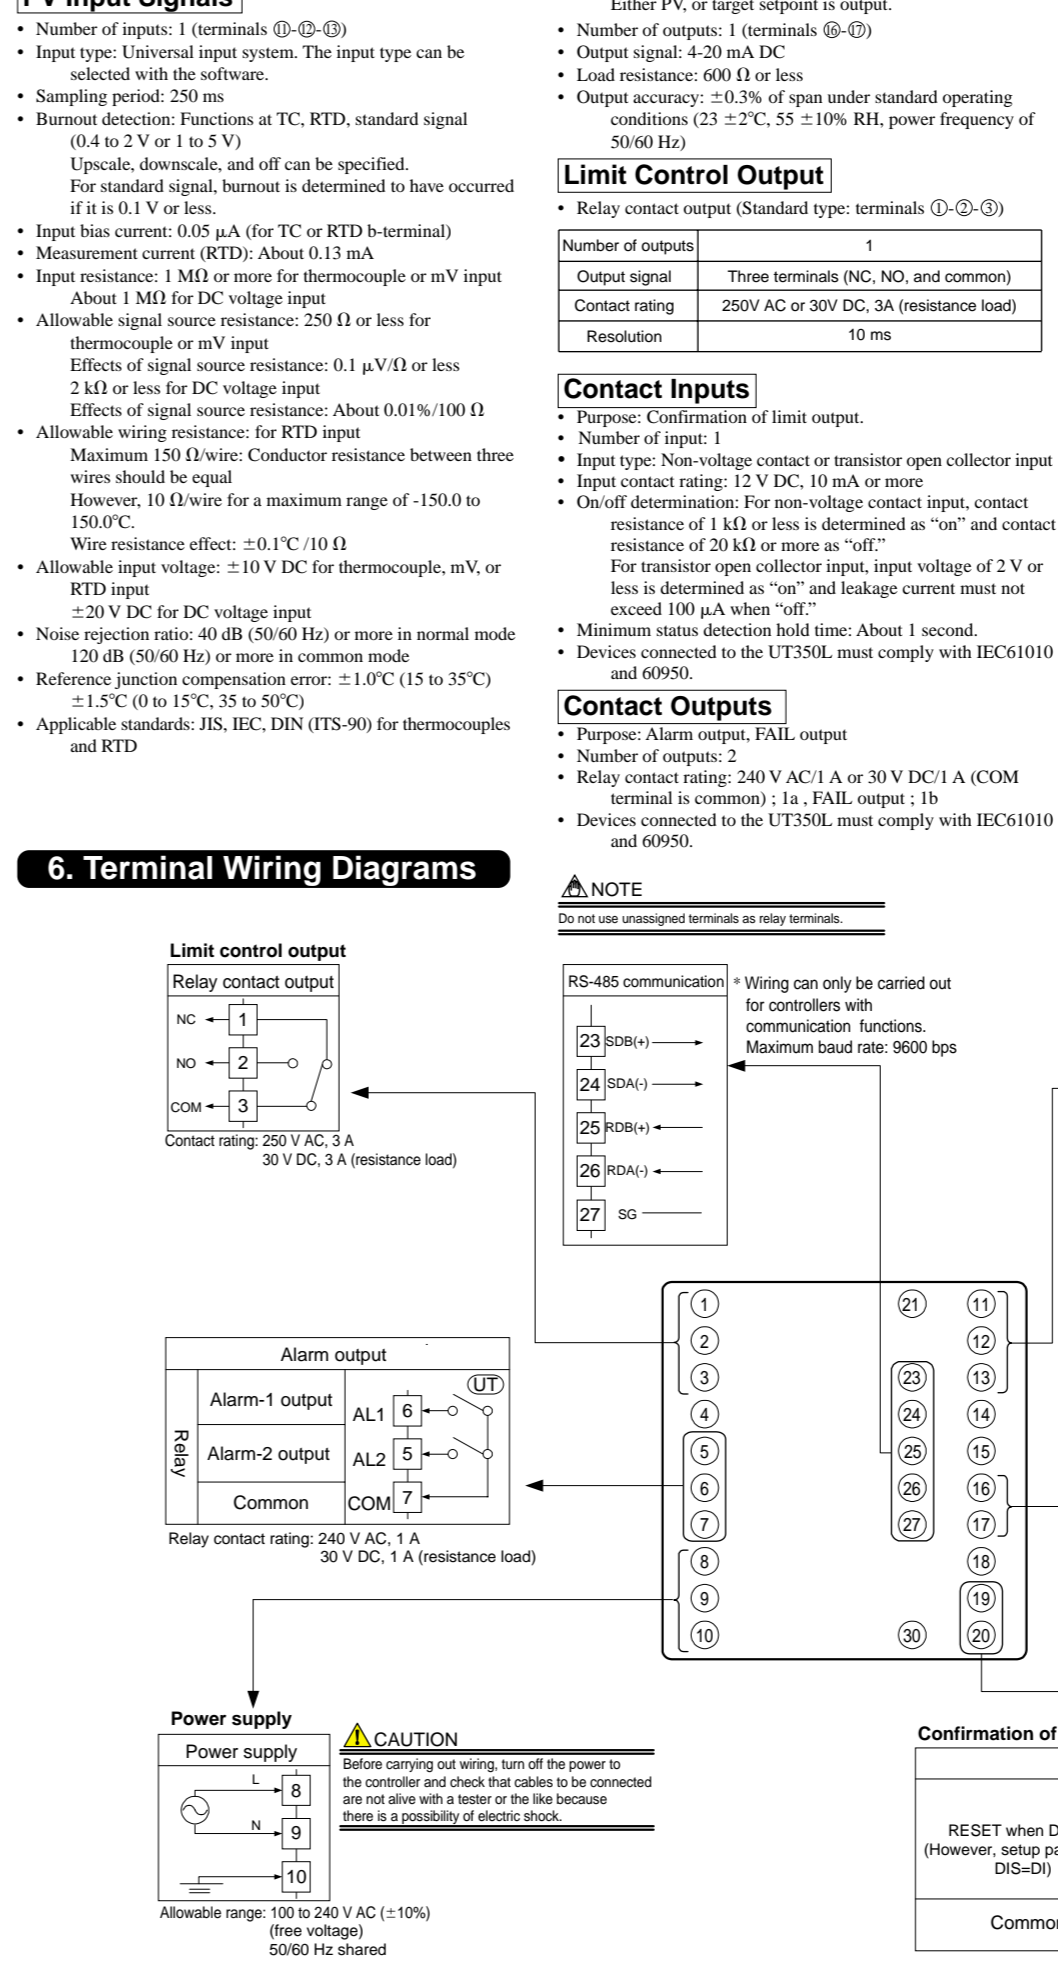 PV Input Signals
• Number of inputs: 1 (terminals ⑪-⑫-⑬)
• Input type: Universal input system. The input type can be
selected with the software.
• Sampling period: 250 ms
• Burnout detection: Functions at TC, RTD, standard signal
(0.4 to 2 V or 1 to 5 V)
Upscale, downscale, and off can be specified.
For standard signal, burnout is determined to have occurred
if it is 0.1 V or less.
• Input bias current: 0.05 μA (for TC or RTD b-terminal)
• Measurement current (RTD): About 0.13 mA
• Input resistance: 1 MΩ or more for thermocouple or mV input
About 1 MΩ for DC voltage input
• Allowable signal source resistance: 250 Ω or less for
thermocouple or mV input
Effects of signal source resistance: 0.1 μV/Ω or less
2 kΩ or less for DC voltage input
Effects of signal source resistance: About 0.01%/100 Ω
• Allowable wiring resistance: for RTD input
Maximum 150 Ω/wire: Conductor resistance between three
wires should be equal
However, 10 Ω/wire for a maximum range of -150.0 to
150.0°C.
Wire resistance effect: ±0.1°C /10 Ω
• Allowable input voltage: ±10 V DC for thermocouple, mV, or
RTD input
±20 V DC for DC voltage input
• Noise rejection ratio: 40 dB (50/60 Hz) or more in normal mode
120 dB (50/60 Hz) or more in common mode
• Reference junction compensation error: ±1.0°C (15 to 35°C)
±1.5°C (0 to 15°C, 35 to 50°C)
• Applicable standards: JIS, IEC, DIN (ITS-90) for thermocouples
and RTD
Either PV, or target setpoint is output.
• Number of outputs: 1 (terminals ⑯-⑰)
• Output signal: 4-20 mA DC
• Load resistance: 600 Ω or less
• Output accuracy: ±0.3% of span under standard operating
conditions (23 ±2°C, 55 ±10% RH, power frequency of
50/60 Hz)
Limit Control Output
• Relay contact output (Standard type: terminals ①-②-③)
Number of outputs 1
Output signal Three terminals (NC, NO, and common)
Contact rating 250V AC or 30V DC, 3A (resistance load)
Resolution 10 ms
Contact Inputs
• Purpose: Confirmation of limit output.
• Number of input: 1
• Input type: Non-voltage contact or transistor open collector input
• Input contact rating: 12 V DC, 10 mA or more
• On/off determination: For non-voltage contact input, contact
resistance of 1 kΩ or less is determined as “on” and contact
resistance of 20 kΩ or more as “off.”
For transistor open collector input, input voltage of 2 V or
less is determined as “on” and leakage current must not
exceed 100 μA when “off.”
• Minimum status detection hold time: About 1 second.
• Devices connected to the UT350L must comply with IEC61010
and 60950.
Contact Outputs
• Purpose: Alarm output, FAIL output
• Number of outputs: 2
• Relay contact rating: 240 V AC/1 A or 30 V DC/1 A (COM
terminal is common) ; 1a , FAIL output ; 1b
• Devices connected to the UT350L must comply with IEC61010
and 60950.
6. Terminal Wiring Diagrams
NOTE
Do not use unassigned terminals as relay terminals.
Limit control output
Relay contact output
NC 1
NO 2
COM 3
Contact rating: 250 V AC, 3 A
30 V DC, 3 A (resistance load)
RS-485 communication
23 SDB(+)
24 SDA(-)
25 RDB(+)
26 RDA(-)
27 SG
* Wiring can only be carried out
for controllers with
communication functions.
Maximum baud rate: 9600 bps
Alarm output
Relay
UT
Alarm-1 output AL1 6
Alarm-2 output AL2 5
Common COM 7
Relay contact rating: 240 V AC, 1 A
30 V DC, 1 A (resistance load)
1 21 11
2 12
3 23 13
4 24 14
5 25 15
6 26 16
7 27 17
8 18
9 19
10 30 20
Power supply
Power supply
L 8
N 9
10
Allowable range: 100 to 240 V AC (±10%)
(free voltage)
50/60 Hz shared
CAUTION
Before carrying out wiring, turn off the power to
the controller and check that cables to be connected
are not alive with a tester or the like because
there is a possibility of electric shock.
Confirmation of
RESET when D
(However, setup pa
DIS=DI)
Commo